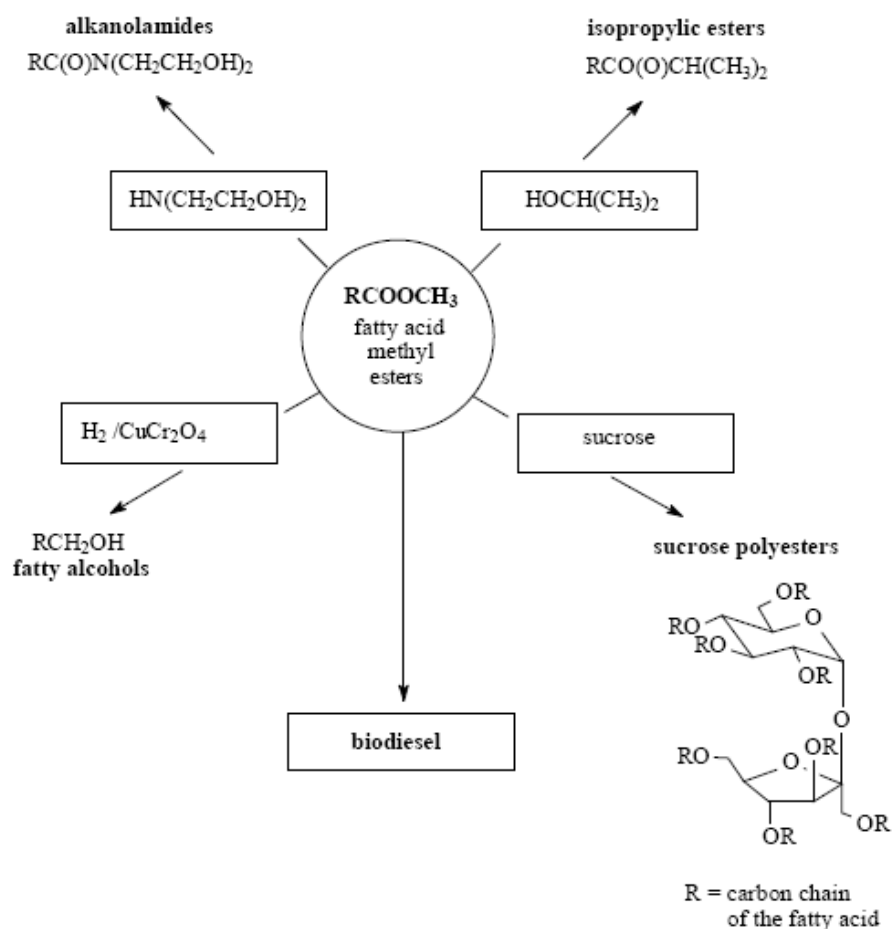 alkanolamides
RC(O)N(CH₂CH₂OH)₂
isopropylic esters
RCO(O)CH(CH₃)₂
HN(CH₂CH₂OH)₂
HOCH(CH₃)₂
RCOOCH₃
fatty acid
methyl
esters
H₂ /CuCr₂O₄
sucrose
RCH₂OH
fatty alcohols
sucrose polyesters
biodiesel
OR
RO
O
RO
OR
O
RO
O
OR
OR
OR
R = carbon chain
of the fatty acid